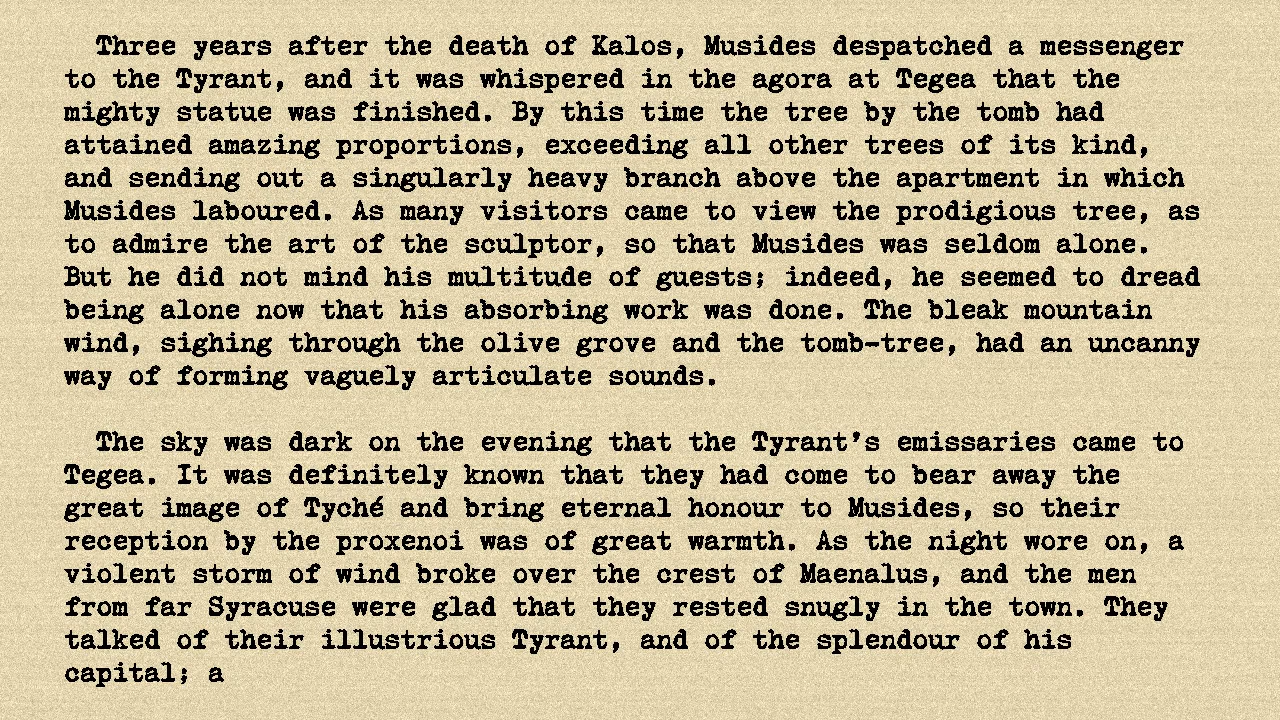 Three years after the death of Kalos, Musides despatched a messenger
to the Tyrant, and it was whispered in the agora at Tegea that the
mighty statue was finished. By this time the tree by the tomb had
attained amazing proportions, exceeding all other trees of its kind,
and sending out a singularly heavy branch above the apartment in which
Musides laboured. As many visitors came to view the prodigious tree, as
to admire the art of the sculptor, so that Musides was seldom alone.
But he did not mind his multitude of guests; indeed, he seemed to dread
being alone now that his absorbing work was done. The bleak mountain
wind, sighing through the olive grove and the tomb-tree, had an uncanny
way of forming vaguely articulate sounds.

The sky was dark on the evening that the Tyrant's emissaries came to
Tegea. It was definitely known that they had come to bear away the
great image of Tyché and bring eternal honour to Musides, so their
reception by the proxenoi was of great warmth. As the night wore on, a
violent storm of wind broke over the crest of Maenalus, and the men
from far Syracuse were glad that they rested snugly in the town. They
talked of their illustrious Tyrant, and of the splendour of his
capital; a